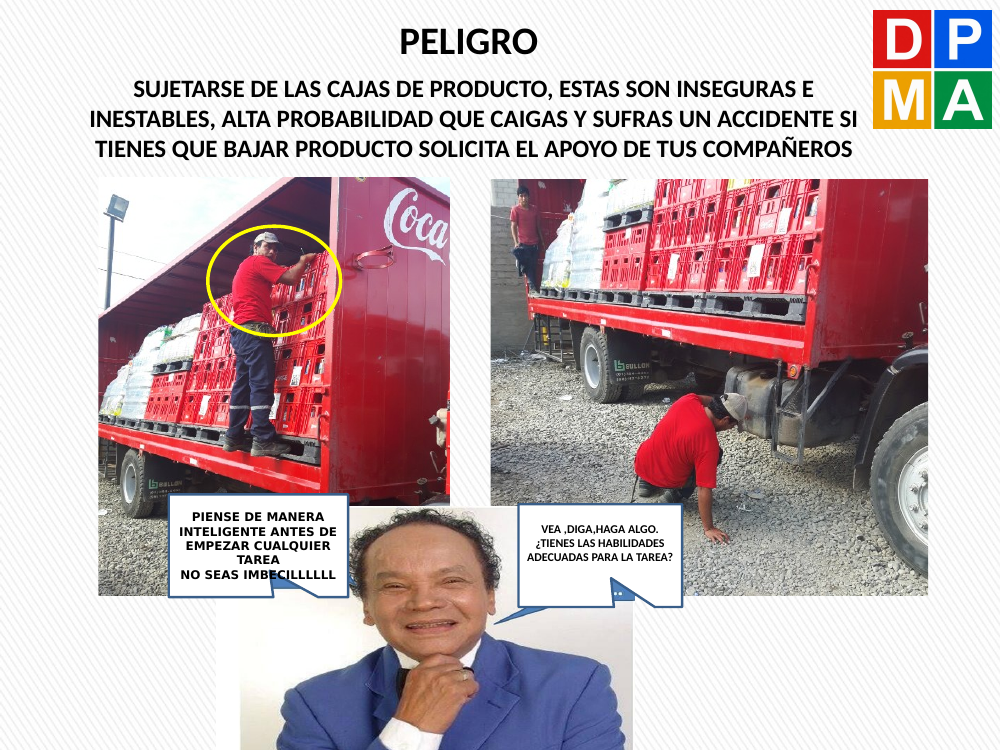 PELIGRO
D P
M A
SUJETARSE DE LAS CAJAS DE PRODUCTO, ESTAS SON INSEGURAS E
INESTABLES, ALTA PROBABILIDAD QUE CAIGAS Y SUFRAS UN ACCIDENTE SI
TIENES QUE BAJAR PRODUCTO SOLICITA EL APOYO DE TUS COMPAÑEROS
Coca
BULLON
BULLON
PIENSE DE MANERA
INTELIGENTE ANTES DE
EMPEZAR CUALQUIER
TAREA
NO SEAS IMBECILLLLLL
VEA ,DIGA,HAGA ALGO.
¿TIENES LAS HABILIDADES
ADECUADAS PARA LA TAREA?